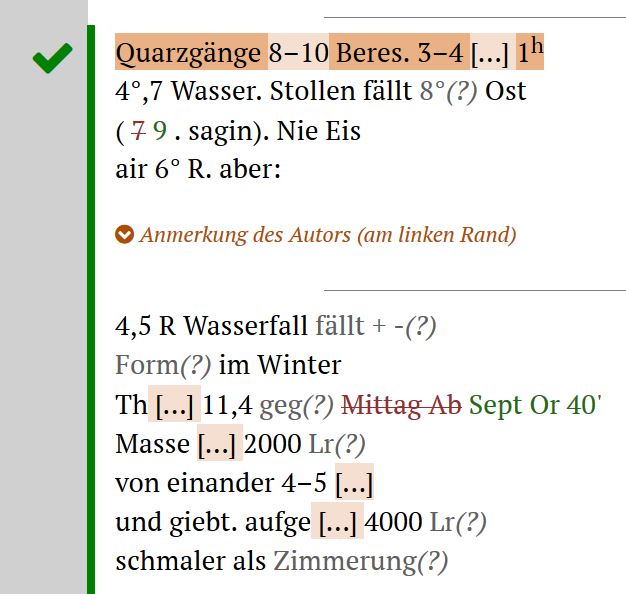 Quarzgänge 8–10 Beres. 3–4 [...] 1h
4°,7 Wasser. Stollen fällt 8°(?) Ost
( 7 9 . sagin). Nie Eis
air 6° R. aber:
Anmerkung des Autors (am linken Rand)
4,5 R Wasserfall fällt + -(?)
Form(?) im Winter
Th [...] 11,4 geg(?) Mittag Ab Sept Or 40'
Masse [...] 2000 Lr(?)
von einander 4–5 [...]
und giebt. aufge [...] 4000 Lr(?)
schmaler als Zimmerung(?)